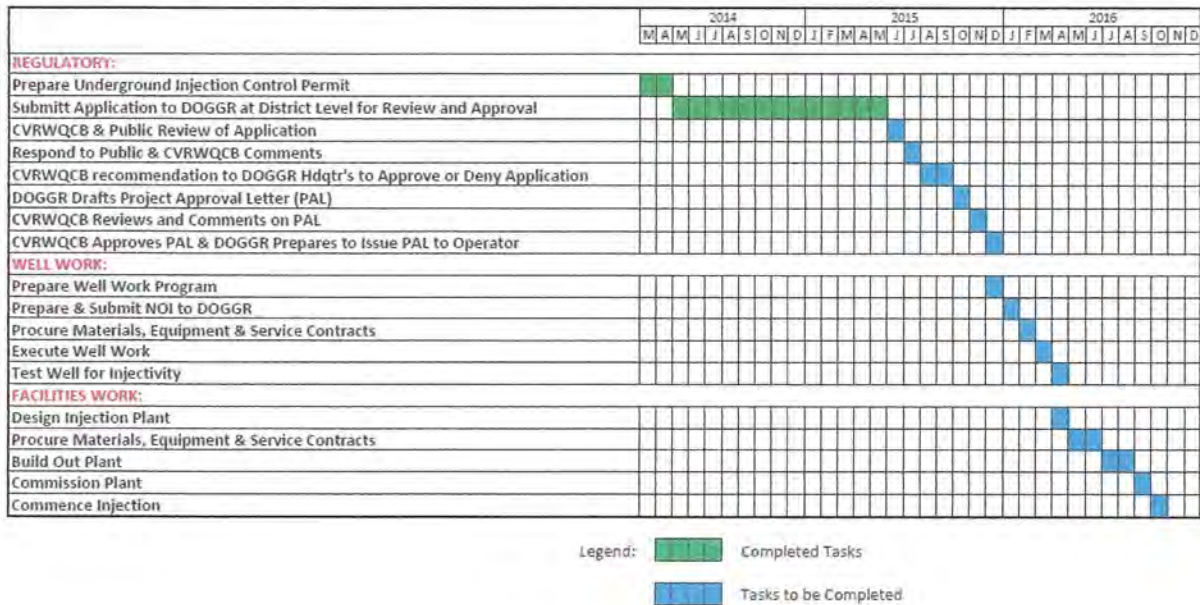 2014 2015 2016
M A M J J A S O N D J F M A M J J A S O N D J F M A M J J A S O N D
REGULATORY:
Prepare Underground Injection Control Permit
Submitt Application to DOGGR at District Level for Review and Approval
CVRWQCB & Public Review of Application
Respond to Public & CVRWQCB Comments
CVRWQCB recommendation to DOGGR Hdqtr's to Approve or Deny Application
DOGGR Drafts Project Approval Letter (PAL)
CVRWQCB Reviews and Comments on PAL
CVRWQCB Approves PAL & DOGGR Prepares to Issue PAL to Operator
WELL WORK:
Prepare Well Work Program
Prepare & Submit NOI to DOGGR
Procure Materials, Equipment & Service Contracts
Execute Well Work
Test Well for Injectivity
FACILITIES WORK:
Design Injection Plant
Procure Materials, Equipment & Service Contracts
Build Out Plant
Commission Plant
Commence Injection
Legend: Completed Tasks
Tasks to be Completed